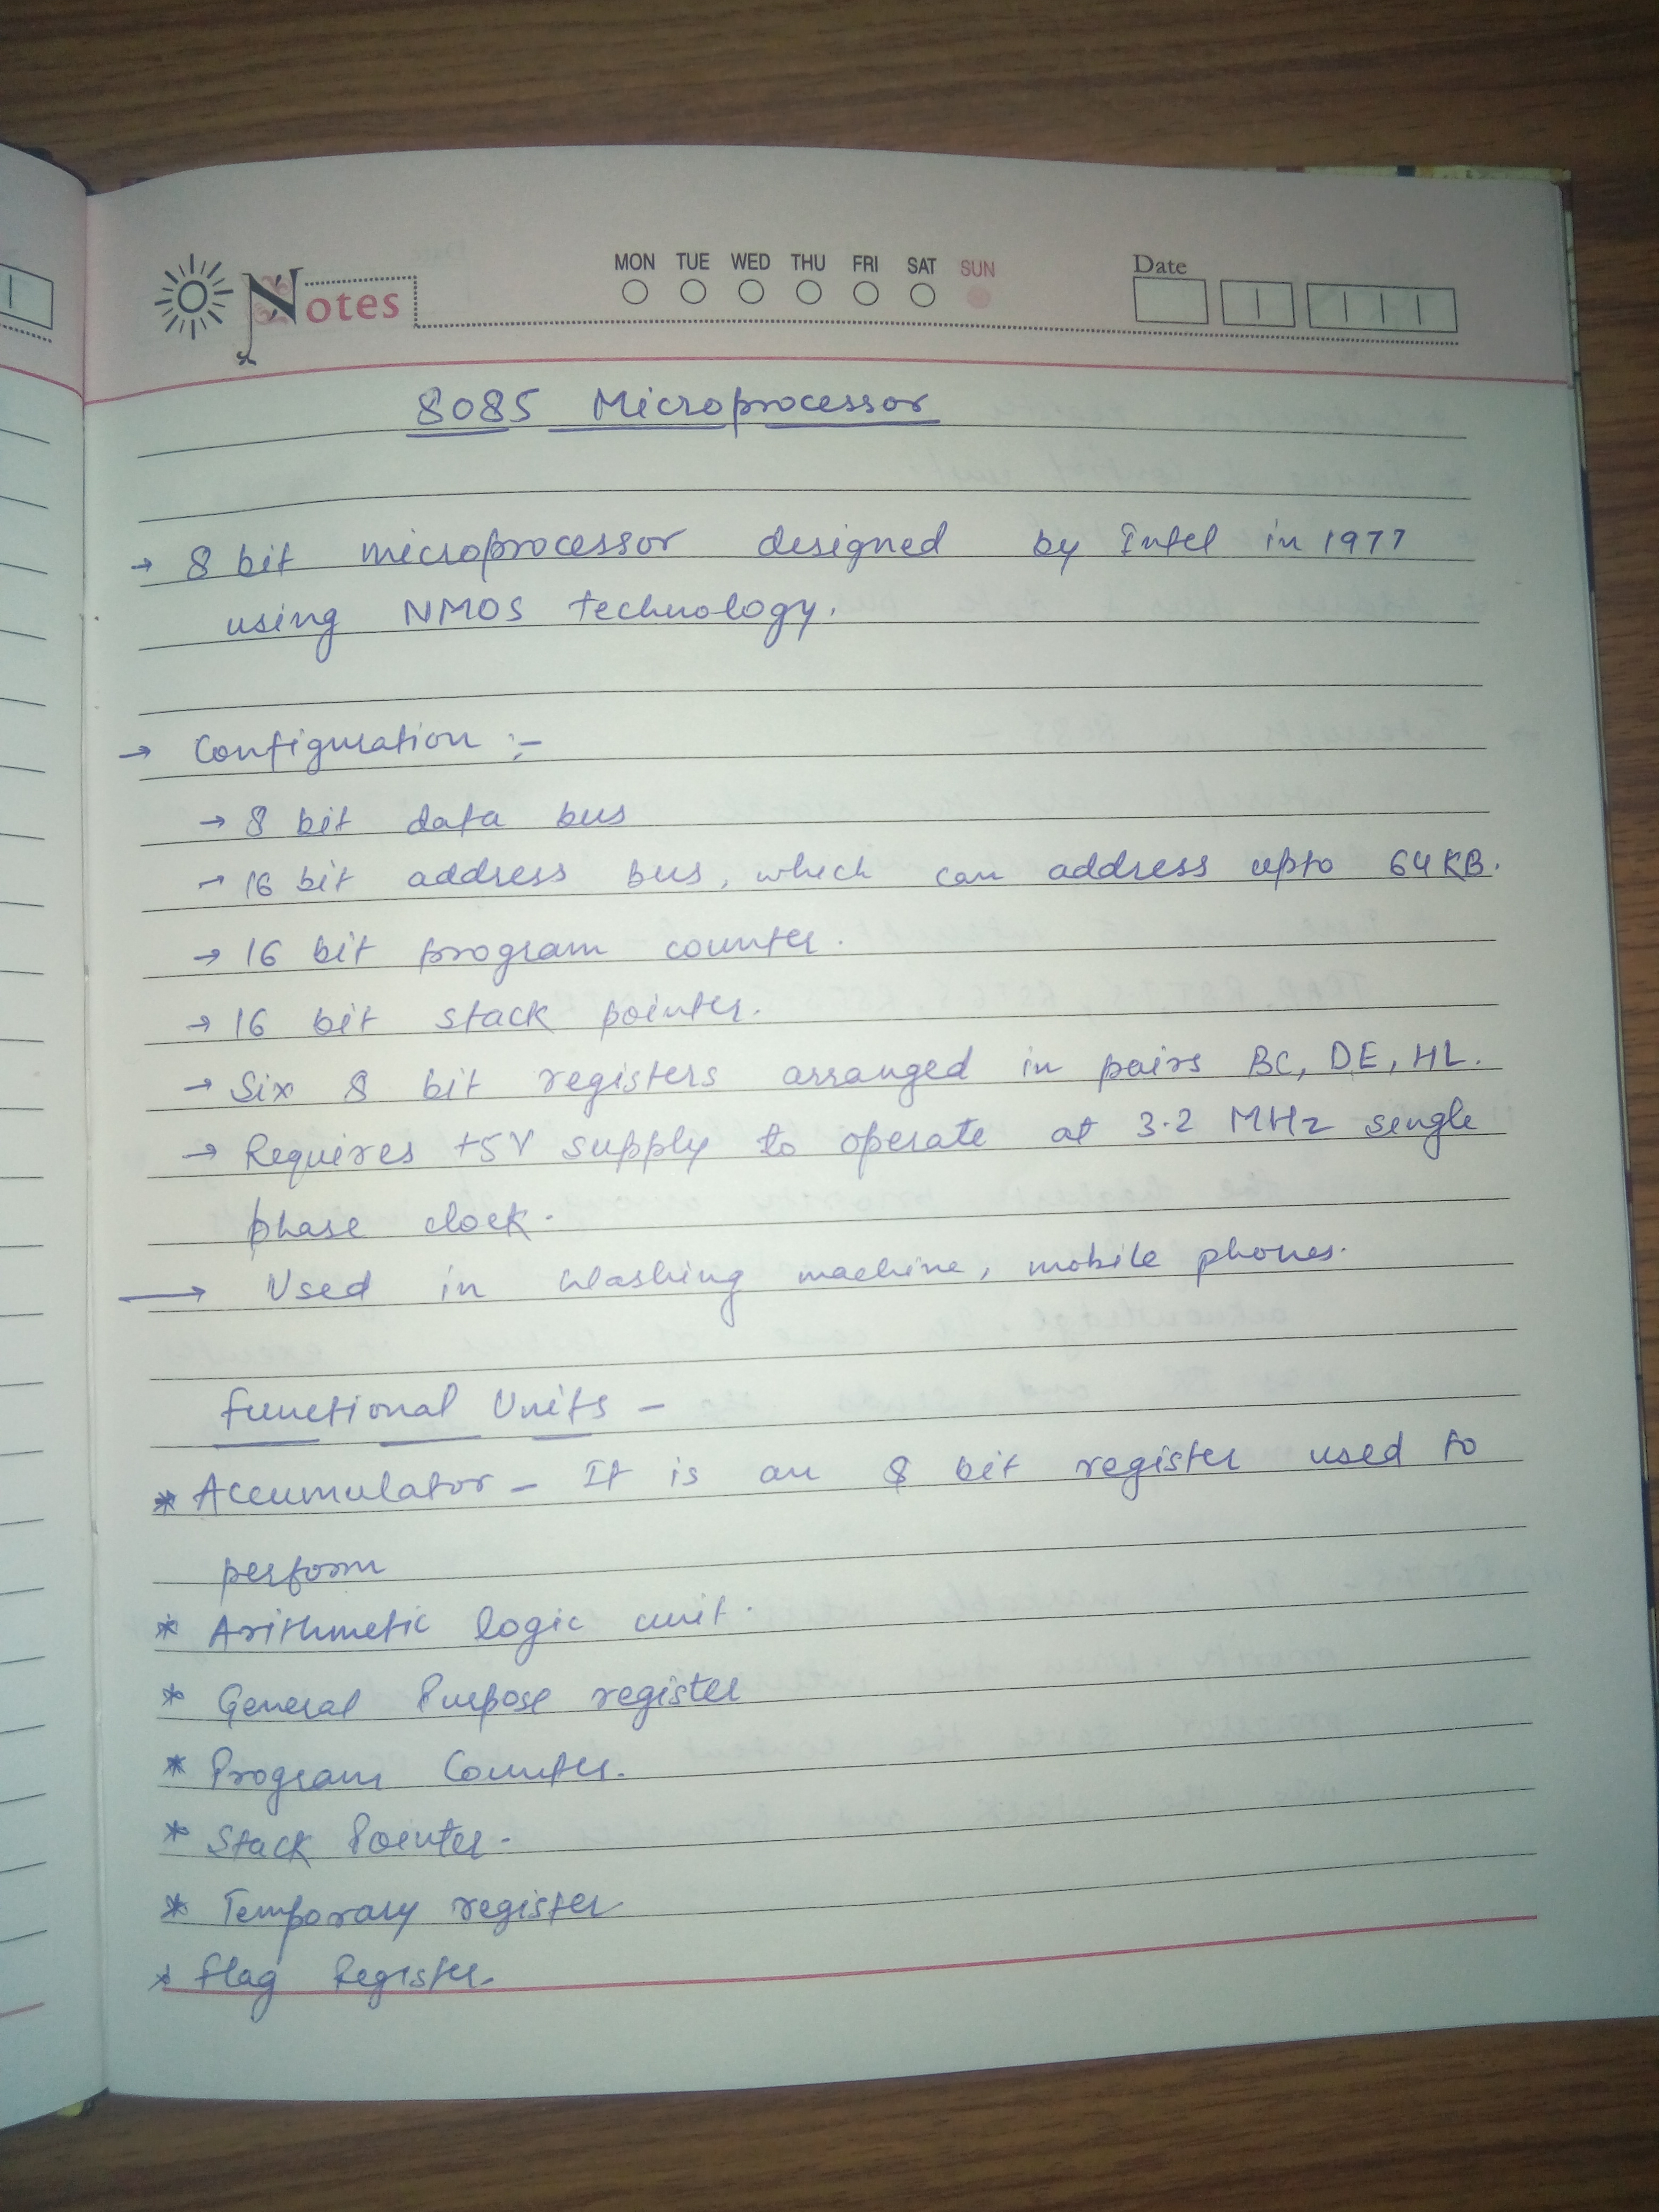 Notes
MON TUE WED THU FRI SAT SUN
Date
8085 Microprocessor
→ 8 bit microprocessor designed by Intel in 1977
using NMOS technology.
→ Configuration :-
→ 8 bit data bus
→ 16 bit address bus, which can address upto 64KB.
→ 16 bit program counter.
→ 16 bit stack pointer.
→ Six 8 bit registers arranged in pairs BC, DE, HL.
→ Requires +5V supply to operate at 3.2 MHz single
phase clock.
→ Used in washing machine, mobile phones.
Functional Units -
* Accumulator - It is an 8 bit register used to
perform
* Arithmetic logic unit.
* General Purpose register
* Program Counter.
* Stack Pointer.
* Temporary register
* Flag Register.